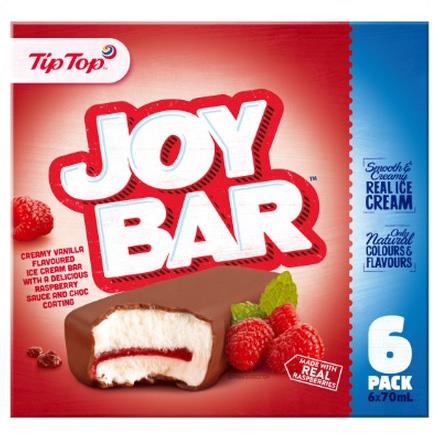 Tip Top
JOY
BAR
™
CREAMY VANILLA
FLAVOURED
ICE CREAM BAR
WITH A DELICIOUS
RASPBERRY
SAUCE AND CHOC
COATING
MADE WITH
REAL
RASPBERRIES
Smooth &
Creamy
REAL ICE
CREAM
Only
Natural
COLOURS &
FLAVOURS
6
PACK
6x70mL